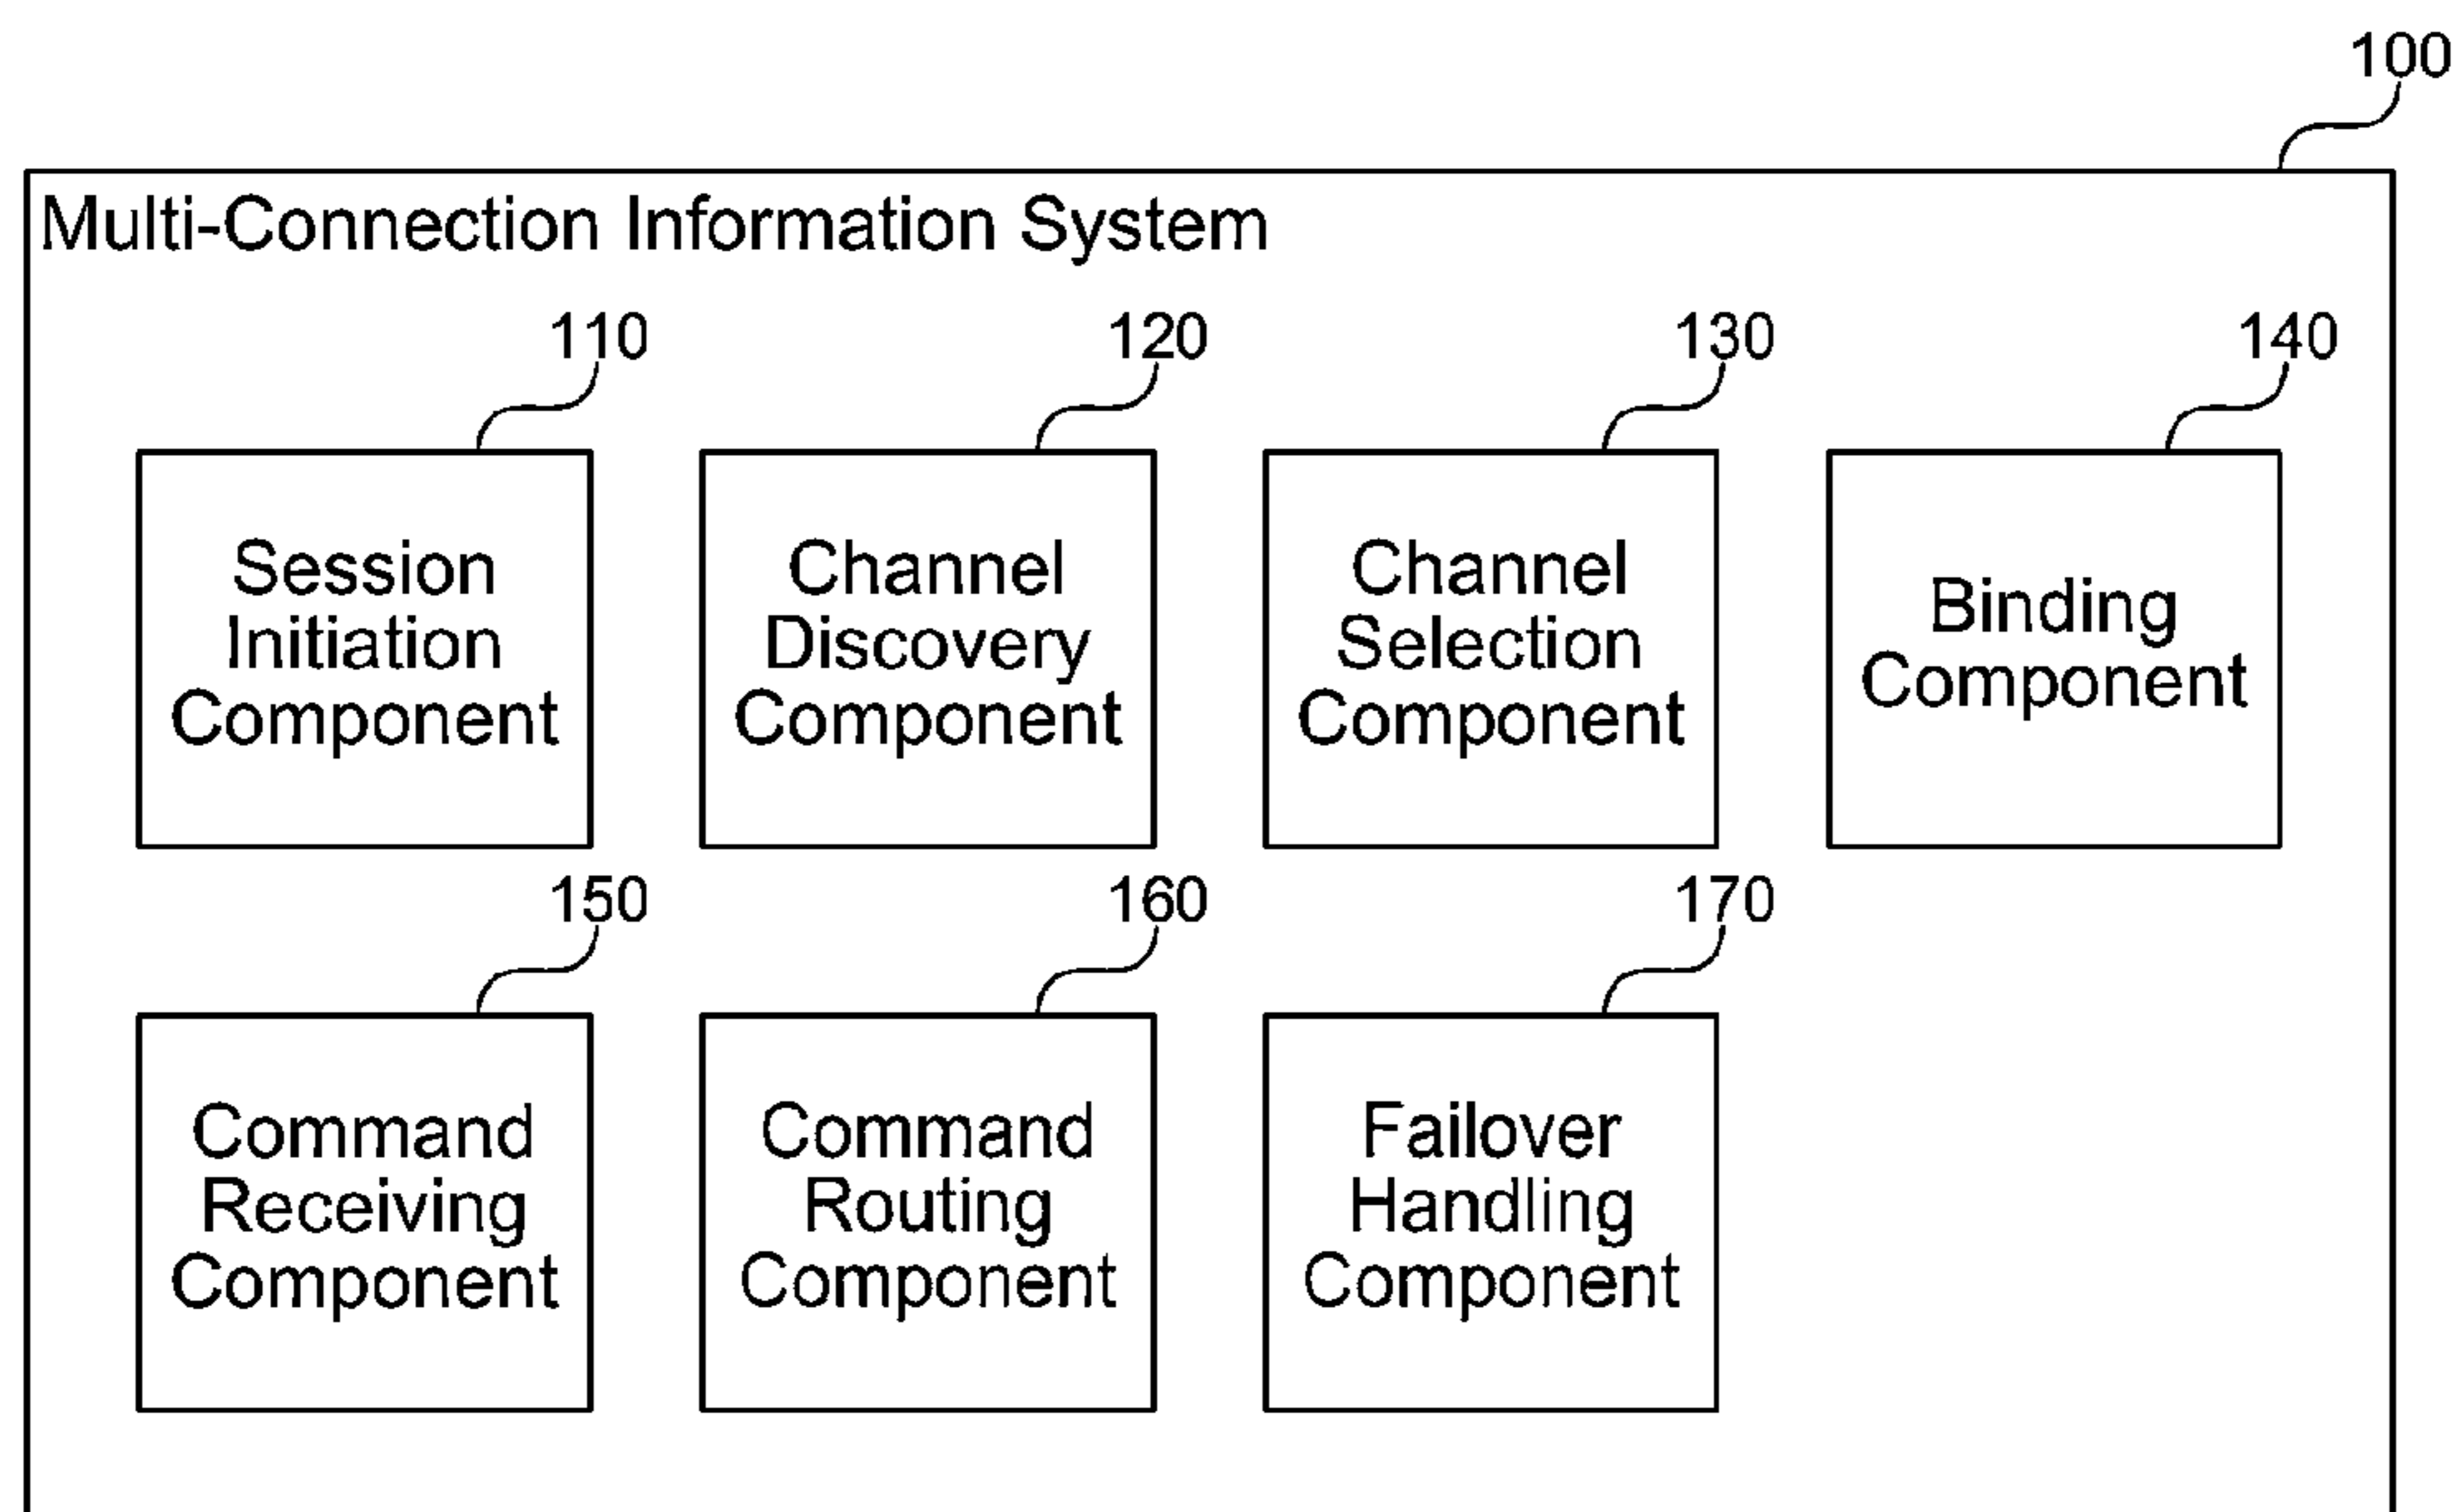 100
Multi-Connection Information System
110
120
130
140
Session
Initiation
Component
Channel
Discovery
Component
Channel
Selection
Component
Binding
Component
150
160
170
Command
Receiving
Component
Command
Routing
Component
Failover
Handling
Component